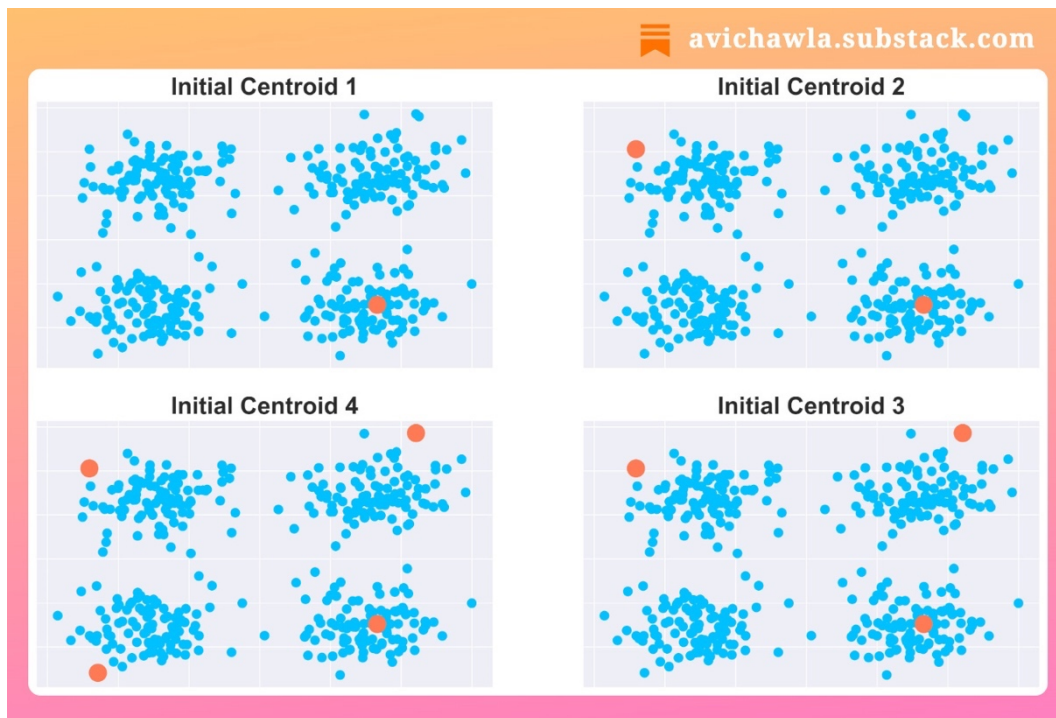 avichawla.substack.com
Initial Centroid 1
Initial Centroid 2
Initial Centroid 4
Initial Centroid 3